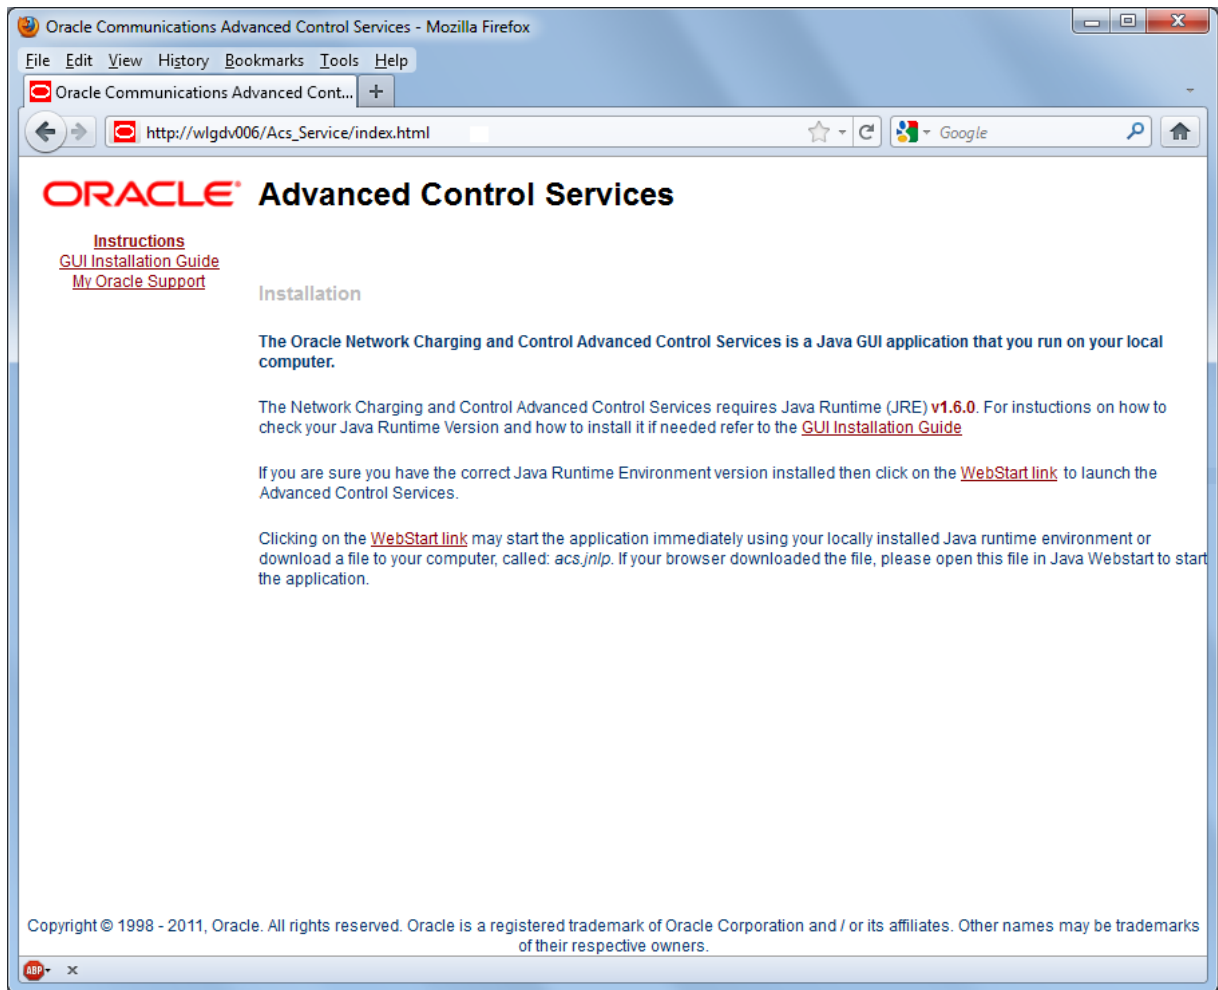 Oracle Communications Advanced Control Services - Mozilla Firefox
File Edit View History Bookmarks Tools Help
Oracle Communications Advanced Cont... +
http://wlgdv006/Acs_Service/index.html Google
ORACLE Advanced Control Services
Instructions
GUI Installation Guide
My Oracle Support
Installation
The Oracle Network Charging and Control Advanced Control Services is a Java GUI application that you run on your local
computer.
The Network Charging and Control Advanced Control Services requires Java Runtime (JRE) v1.6.0. For instuctions on how to
check your Java Runtime Version and how to install it if needed refer to the GUI Installation Guide
If you are sure you have the correct Java Runtime Environment version installed then click on the WebStart link to launch the
Advanced Control Services.
Clicking on the WebStart link may start the application immediately using your locally installed Java runtime environment or
download a file to your computer, called: acs.jnlp. If your browser downloaded the file, please open this file in Java Webstart to start
the application.
Copyright © 1998 - 2011, Oracle. All rights reserved. Oracle is a registered trademark of Oracle Corporation and / or its affiliates. Other names may be trademarks
of their respective owners.
ABP x